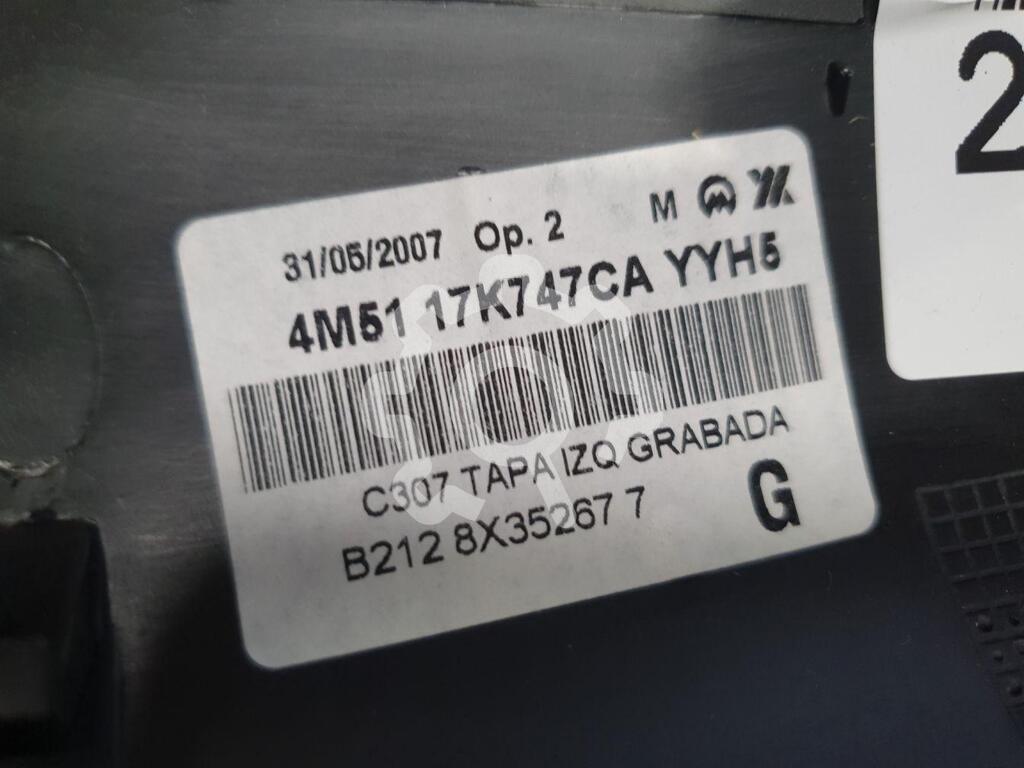 2
31/05/2007 Op. 2 M
4M51 17K747CA YYH5
C307 TAPA IZQ GRABADA
B212 8X35267 7
G